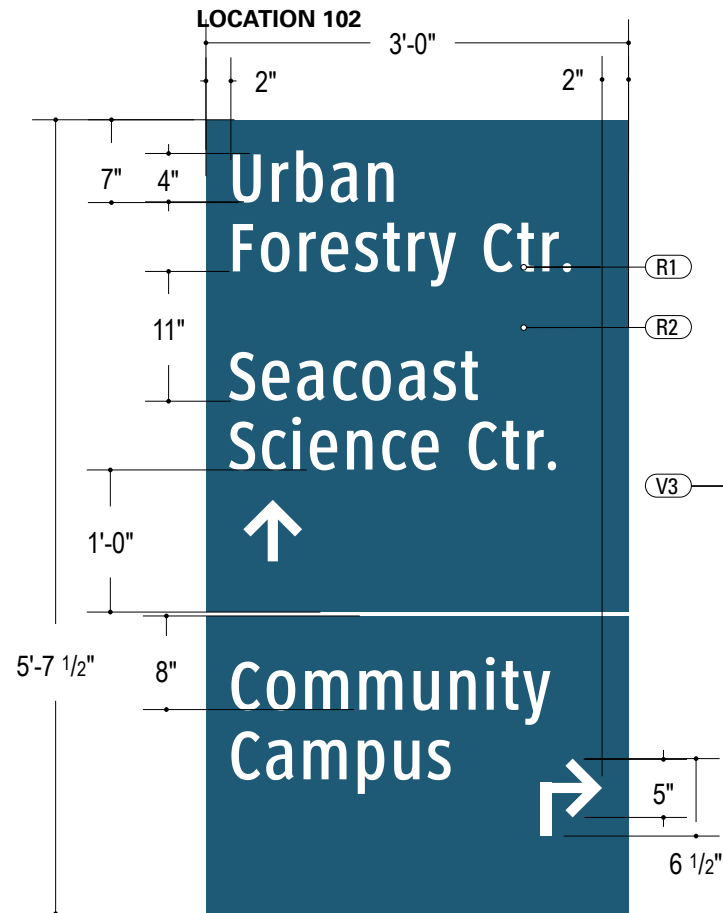 LOCATION 102
3'-0"
2" 2"
7" 4"
Urban
Forestry Ctr.
R1
11"
R2
Seacoast
Science Ctr.
V3
1'-0"
5'-7 1/2"
8"
Community
Campus
5"
6 1/2"